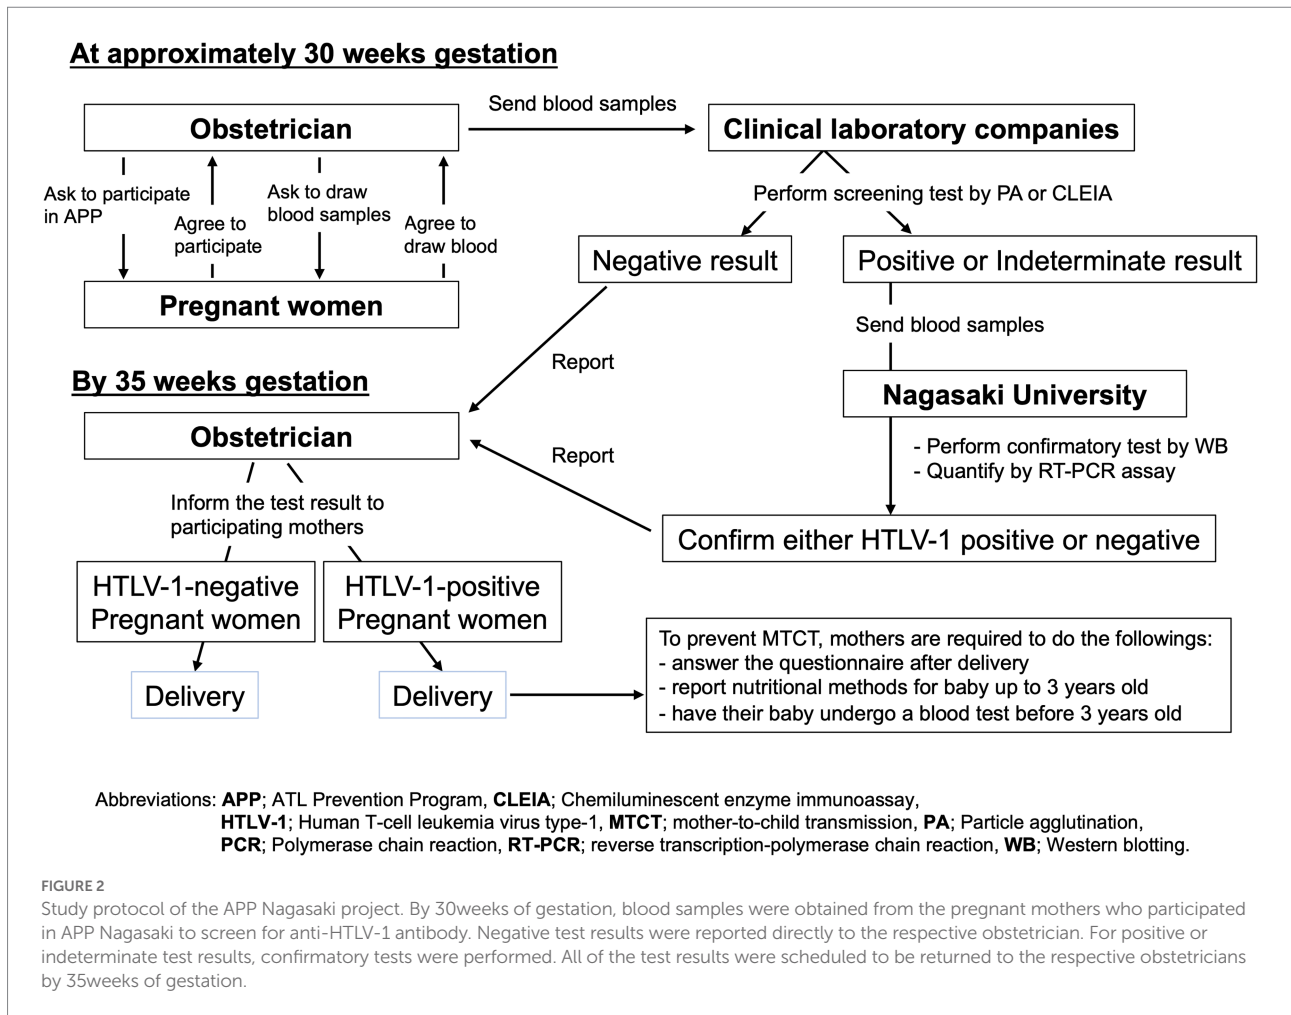 At approximately 30 weeks gestation
Obstetrician
Send blood samples
Clinical laboratory companies
Ask to participate
in APP
Agree to
participate
Ask to draw
blood samples
Agree to
draw blood
Pregnant women
Perform screening test by PA or CLEIA
Negative result
Positive or Indeterminate result
Send blood samples
Report
Nagasaki University
- Perform confirmatory test by WB
- Quantify by RT-PCR assay
Confirm either HTLV-1 positive or negative
Report
By 35 weeks gestation
Obstetrician
Inform the test result to
participating mothers
HTLV-1-negative
Pregnant women
HTLV-1-positive
Pregnant women
Delivery
Delivery
To prevent MTCT, mothers are required to do the followings:
- answer the questionnaire after delivery
- report nutritional methods for baby up to 3 years old
- have their baby undergo a blood test before 3 years old
Abbreviations: APP; ATL Prevention Program, CLEIA; Chemiluminescent enzyme immunoassay,
HTLV-1; Human T-cell leukemia virus type-1, MTCT; mother-to-child transmission, PA; Particle agglutination,
PCR; Polymerase chain reaction, RT-PCR; reverse transcription-polymerase chain reaction, WB; Western blotting.
FIGURE 2
Study protocol of the APP Nagasaki project. By 30weeks of gestation, blood samples were obtained from the pregnant mothers who participated
in APP Nagasaki to screen for anti-HTLV-1 antibody. Negative test results were reported directly to the respective obstetrician. For positive or
indeterminate test results, confirmatory tests were performed. All of the test results were scheduled to be returned to the respective obstetricians
by 35weeks of gestation.